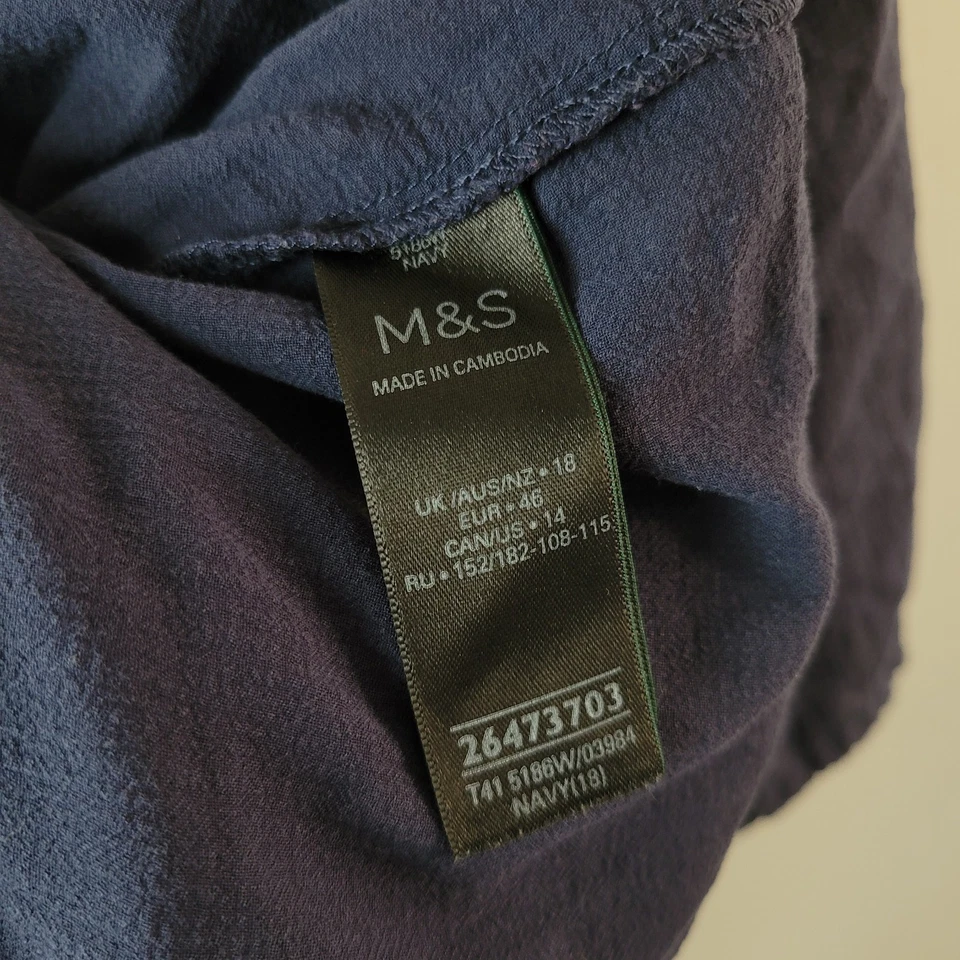 NAVY
M&S
MADE IN CAMBODIA
UK/AUS/NZ • 18
EUR • 46
CAN/US • 14
RU • 152/182-108-115
26473703
T41 5186W/03984
NAVY(18)